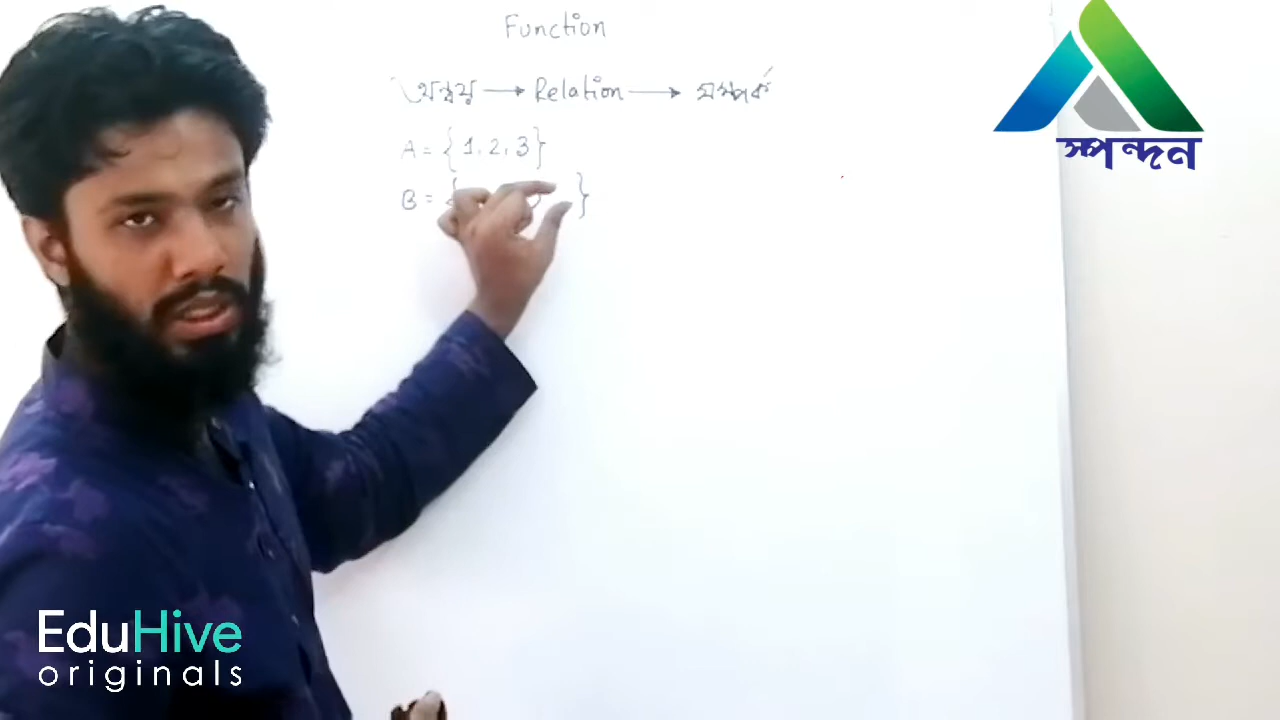 Function
অন্বয় → Relation → সম্পর্ক
A = { 1, 2, 3 }
B = { }
স্পন্দন
EduHive
originals